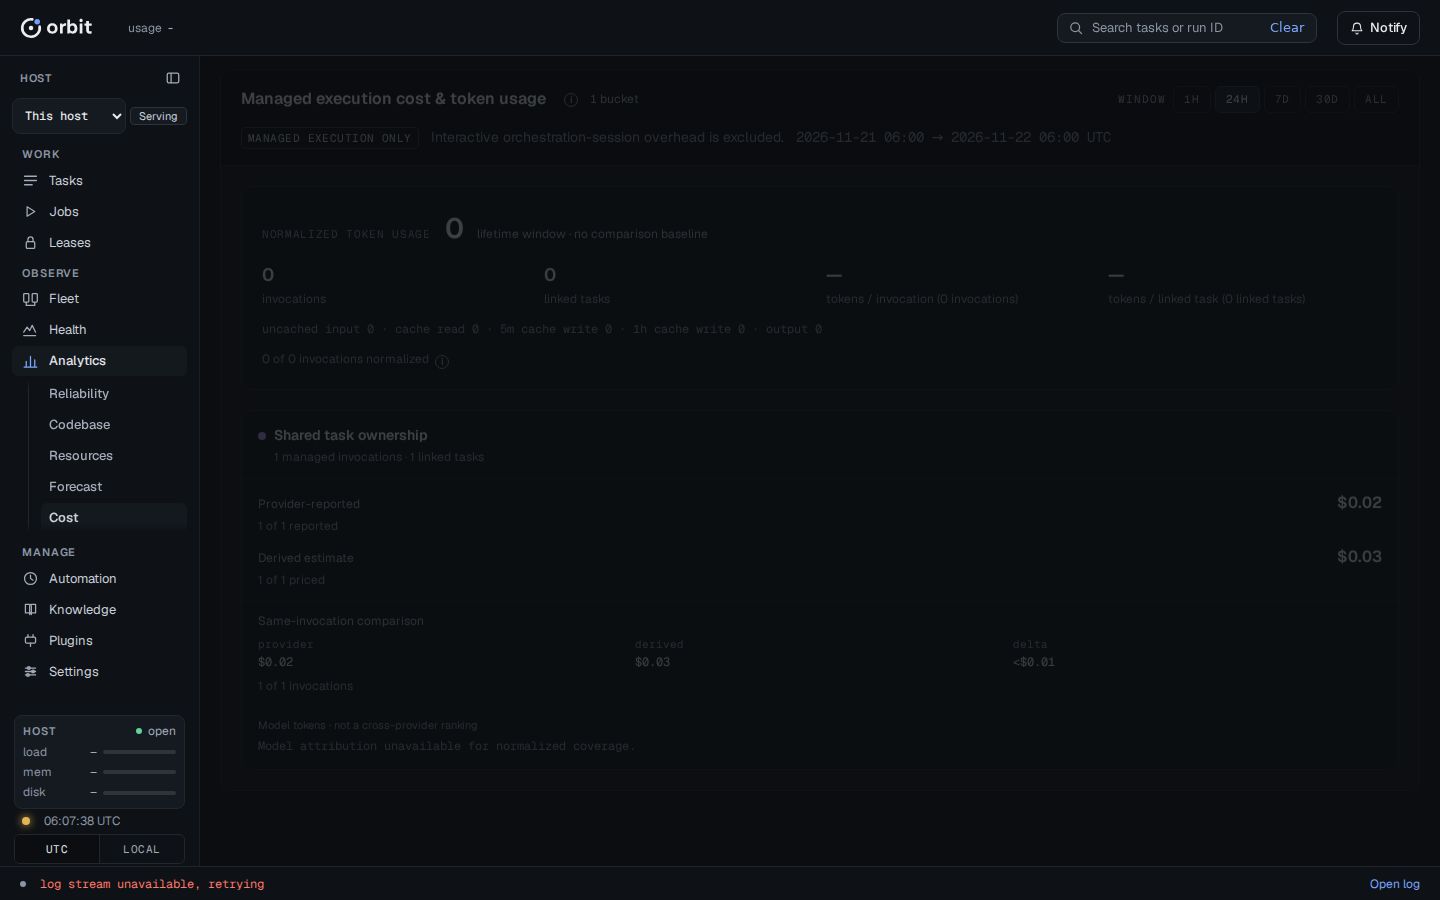 orbit
usage -
Search tasks or run ID
Clear
Notify
HOST
This host
Serving
WORK
Tasks
Jobs
Leases
OBSERVE
Fleet
Health
Analytics
Reliability
Codebase
Resources
Forecast
Cost
MANAGE
Automation
Knowledge
Plugins
Settings
HOST
open
load –
mem –
disk –
06:07:38 UTC
UTC
LOCAL
Managed execution cost & token usage
1 bucket
WINDOW 1H 24H 7D 30D ALL
MANAGED EXECUTION ONLY Interactive orchestration-session overhead is excluded. 2026-11-21 06:00 → 2026-11-22 06:00 UTC
NORMALIZED TOKEN USAGE 0 lifetime window · no comparison baseline
0 0 — —
invocations linked tasks tokens / invocation (0 invocations) tokens / linked task (0 linked tasks)
uncached input 0 · cache read 0 · 5m cache write 0 · 1h cache write 0 · output 0
0 of 0 invocations normalized
Shared task ownership
1 managed invocations · 1 linked tasks
Provider-reported $0.02
1 of 1 reported
Derived estimate $0.03
1 of 1 priced
Same-invocation comparison
provider derived delta
$0.02 $0.03 <$0.01
1 of 1 invocations
Model tokens · not a cross-provider ranking
Model attribution unavailable for normalized coverage.
log stream unavailable, retrying
Open log